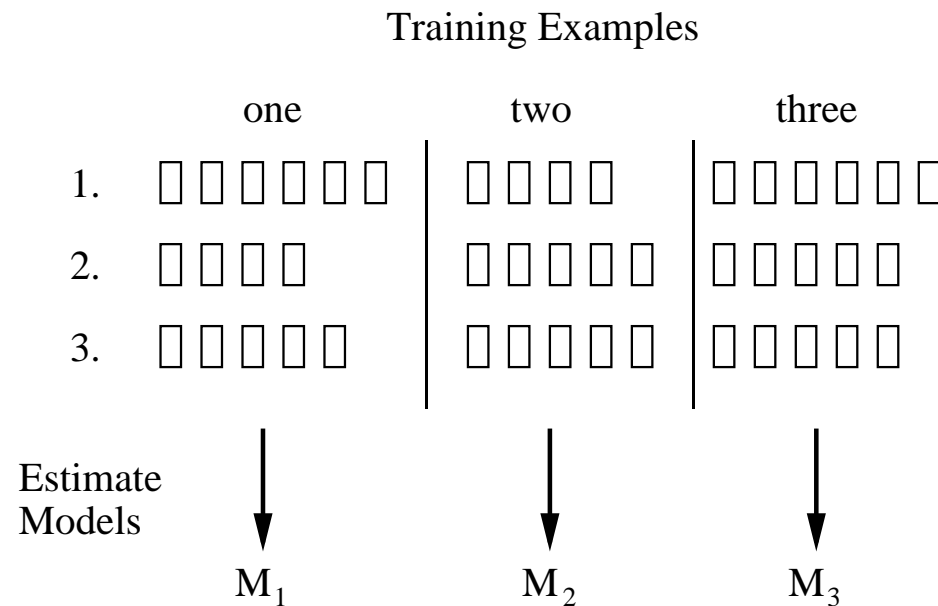 Training Examples
one two three
1.
2.
3.
Estimate
Models
M₁ M₂ M₃